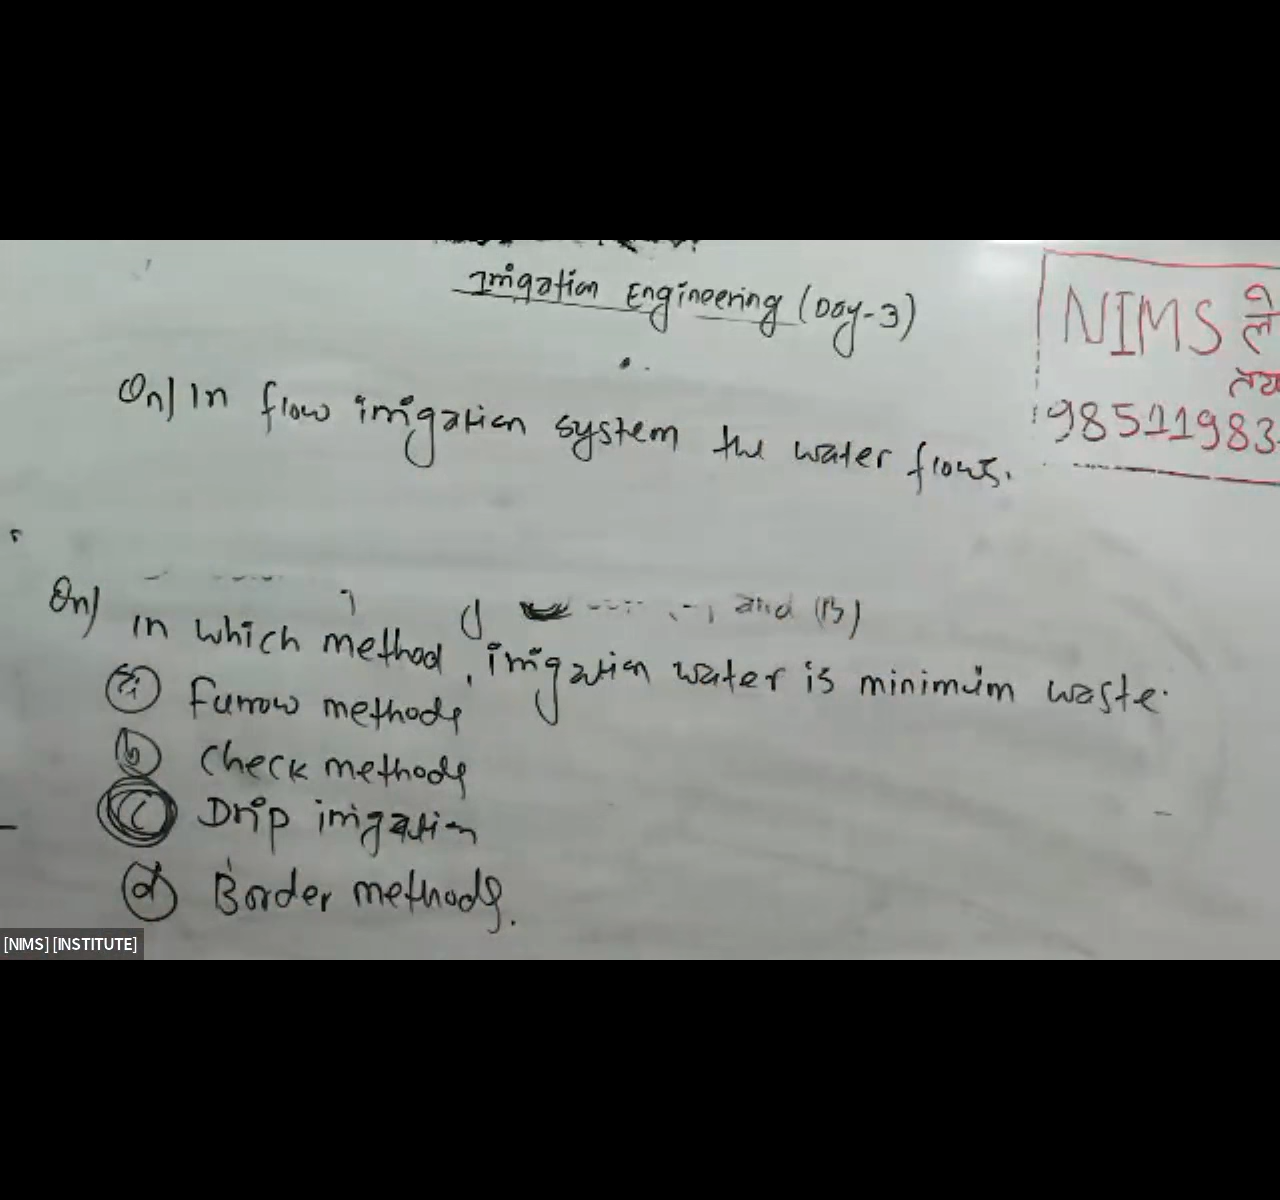 Irrigation Engineering (Day-3)
NIMS ले
98511983
Qn) In flow irrigation system the water flows.
and (B)
Qn) in which method, irrigation water is minimum waste.
(a) Furrow methods
(b) Check methods
(c) Drip irrigation
(d) Border methods.
[NIMS] [INSTITUTE]